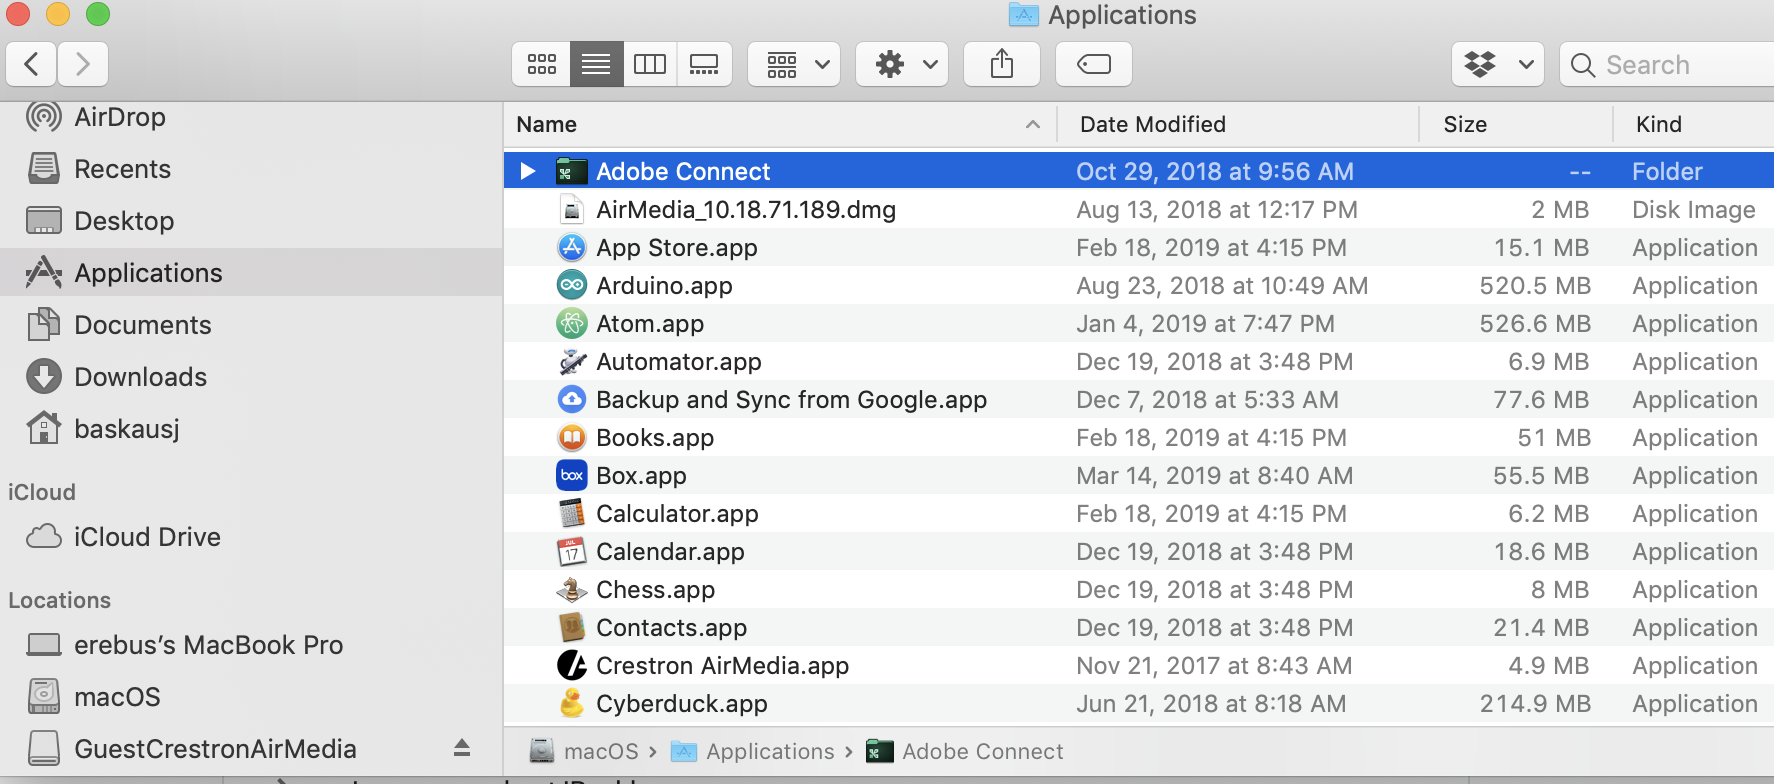 Applications
Search
AirDrop
Recents
Desktop
Applications
Documents
Downloads
baskausj
iCloud
iCloud Drive
Locations
erebus’s MacBook Pro
macOS
GuestCrestronAirMedia
Name Date Modified Size Kind
Adobe Connect Oct 29, 2018 at 9:56 AM -- Folder
AirMedia_10.18.71.189.dmg Aug 13, 2018 at 12:17 PM 2 MB Disk Image
App Store.app Feb 18, 2019 at 4:15 PM 15.1 MB Application
Arduino.app Aug 23, 2018 at 10:49 AM 520.5 MB Application
Atom.app Jan 4, 2019 at 7:47 PM 526.6 MB Application
Automator.app Dec 19, 2018 at 3:48 PM 6.9 MB Application
Backup and Sync from Google.app Dec 7, 2018 at 5:33 AM 77.6 MB Application
Books.app Feb 18, 2019 at 4:15 PM 51 MB Application
box Box.app Mar 14, 2019 at 8:40 AM 55.5 MB Application
Calculator.app Feb 18, 2019 at 4:15 PM 6.2 MB Application
JUL 17 Calendar.app Dec 19, 2018 at 3:48 PM 18.6 MB Application
Chess.app Dec 19, 2018 at 3:48 PM 8 MB Application
Contacts.app Dec 19, 2018 at 3:48 PM 21.4 MB Application
Crestron AirMedia.app Nov 21, 2017 at 8:43 AM 4.9 MB Application
Cyberduck.app Jun 21, 2018 at 8:18 AM 214.9 MB Application
macOS › Applications › Adobe Connect